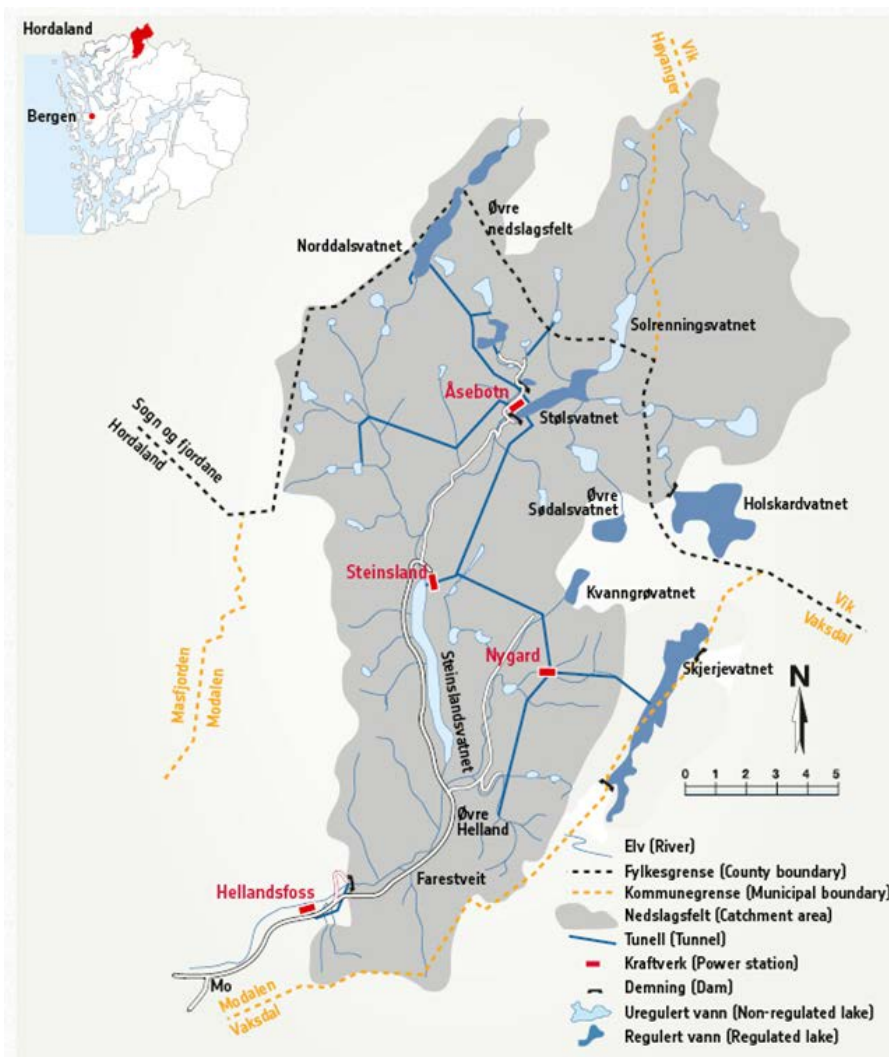 Hordaland
Bergen
Vik
Høyanger
Øvre
nedslagsfelt
Norddalsvatnet
Solrenningsvatnet
Åsebotn
Stølsvatnet
Sogn og fjordane
Hordaland
Øvre
Sødalsvatnet
Holskardvatnet
Steinsland
Kvanngrøvatnet
Vik
Vaksdal
Masfjorden
Modalen
Steinslandsvatnet
Nygard
Skjerjevatnet
N
0 1 2 3 4 5
Øvre
Helland
Farestveit
Hellandsfoss
Mo
Modalen
Vaksdal
Elv (River)
Fylkesgrense (County boundary)
Kommunegrense (Municipal boundary)
Nedslagsfelt (Catchment area)
Tunell (Tunnel)
Kraftverk (Power station)
Demning (Dam)
Uregulert vann (Non-regulated lake)
Regulert vann (Regulated lake)